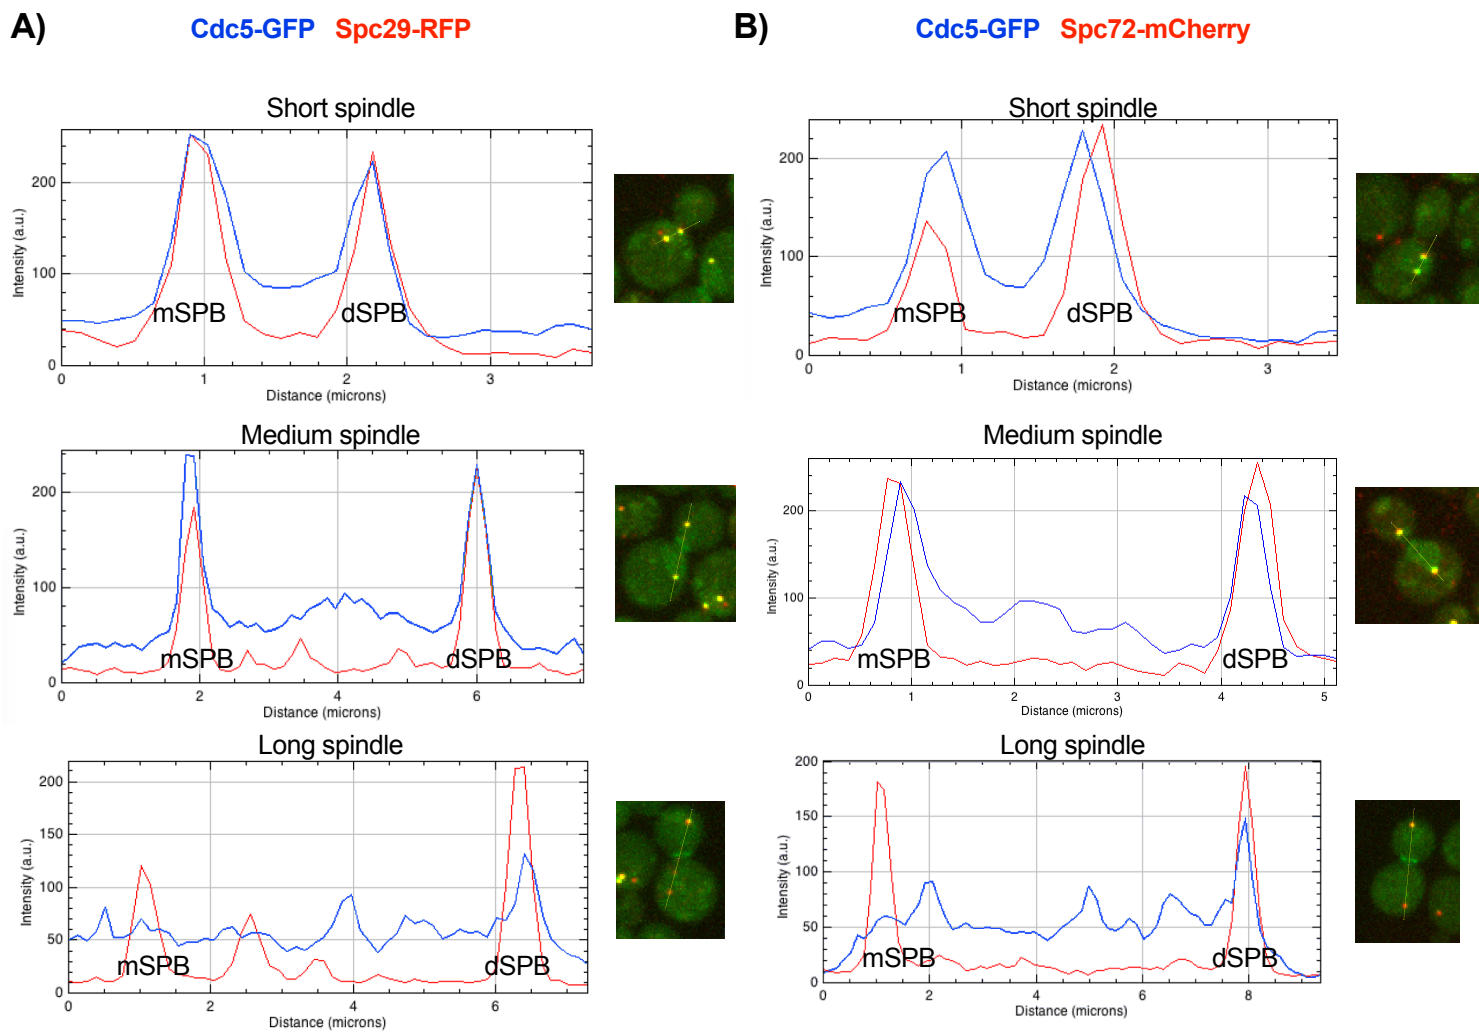 A) Cdc5-GFP Spc29-RFP
Short spindle
Intensity (a.u.)
200
100
0
mSPB dSPB
0 1 2 3
Distance (microns)
Medium spindle
Intensity (a.u.)
200
100
0
mSPB dSPB
0 2 4 6
Distance (microns)
Long spindle
Intensity (a.u.)
200
150
100
50
0
mSPB dSPB
0 2 4 6
Distance (microns)
B) Cdc5-GFP Spc72-mCherry
Short spindle
Intensity (a.u.)
200
100
0
mSPB dSPB
0 1 2 3
Distance (microns)
Medium spindle
Intensity (a.u.)
200
100
0
mSPB dSPB
0 1 2 3 4 5
Distance (microns)
Long spindle
Intensity (a.u.)
200
150
100
50
0
mSPB dSPB
0 2 4 6 8
Distance (microns)